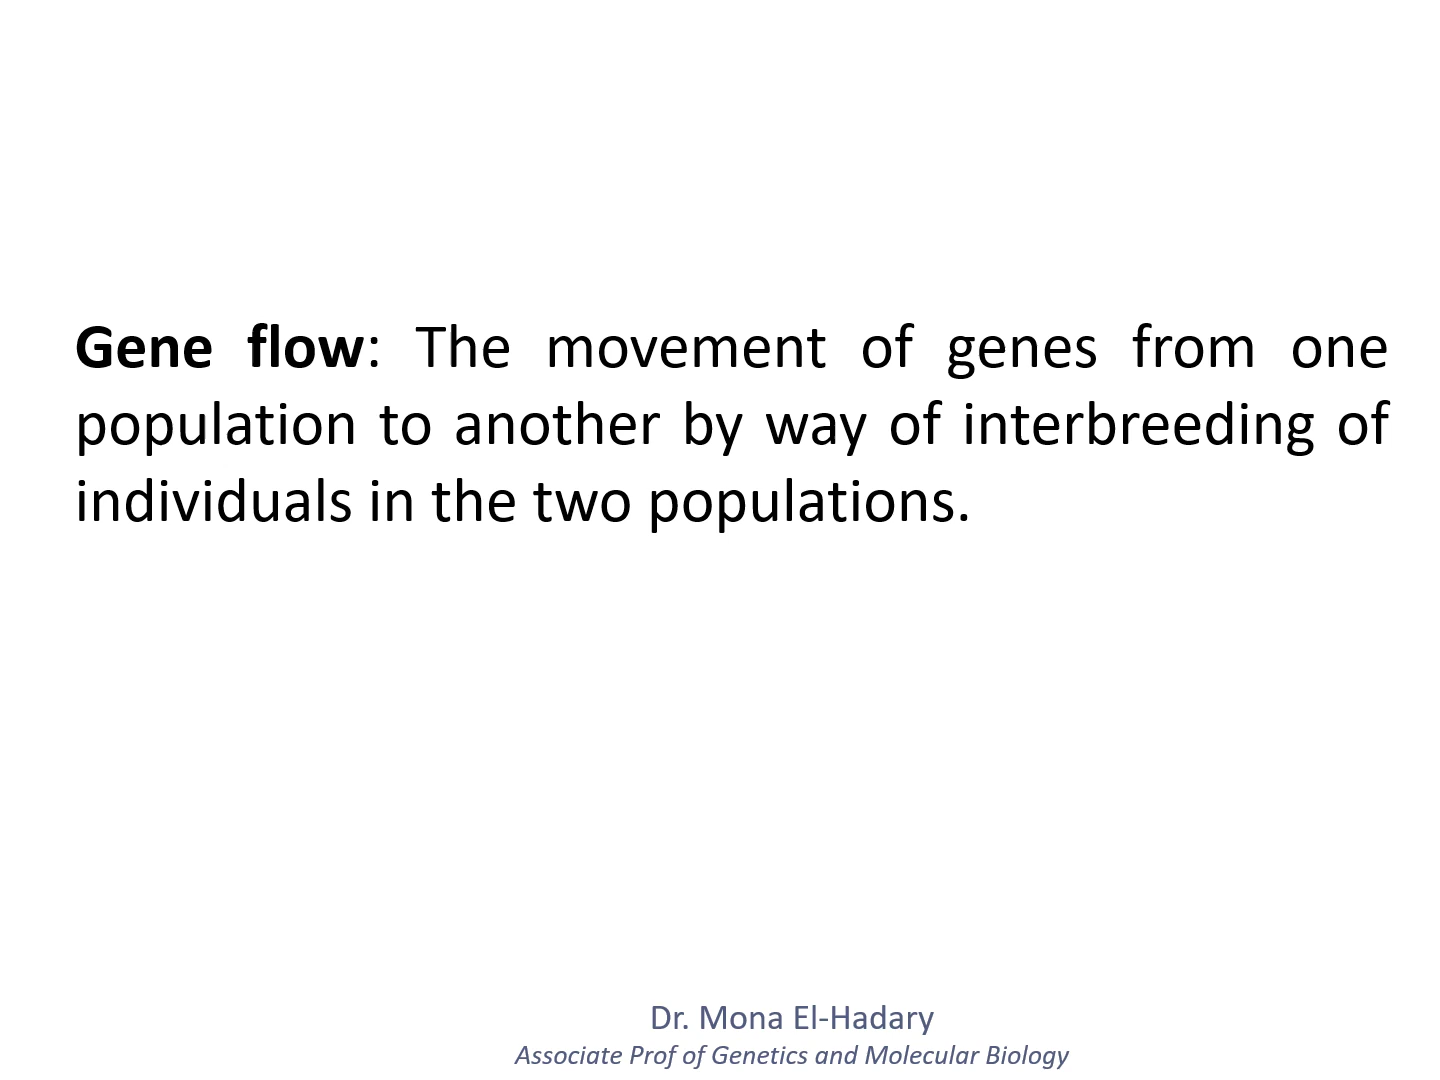 Gene flow: The movement of genes from one
population to another by way of interbreeding of
individuals in the two populations.
Dr. Mona El-Hadary
Associate Prof of Genetics and Molecular Biology